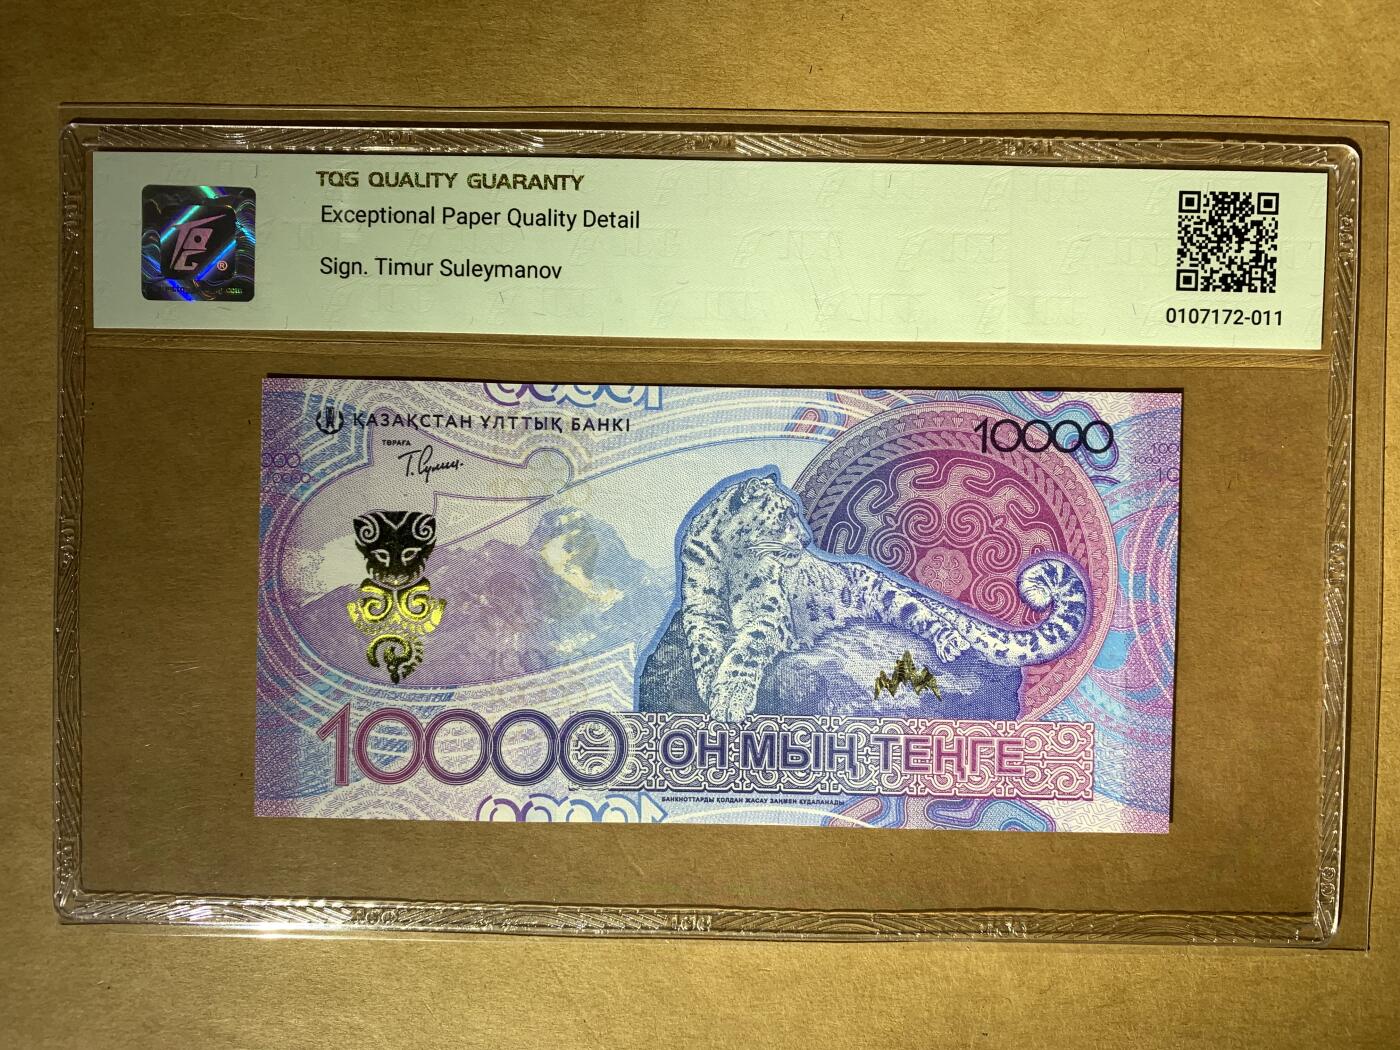 TQG QUALITY GUARANTY
Exceptional Paper Quality Detail
Sign. Timur Suleymanov
0107172-011
ҚАЗАҚСТАН ҰЛТТЫҚ БАНКІ
ТӨРАҒА
10000
10000
ОН МЫҢ ТЕҢГЕ
БАНКНОТТАРДЫ ҚОЛДАН ЖАСАУ ЗАҢМЕН ҚУДАЛАНАДЫ